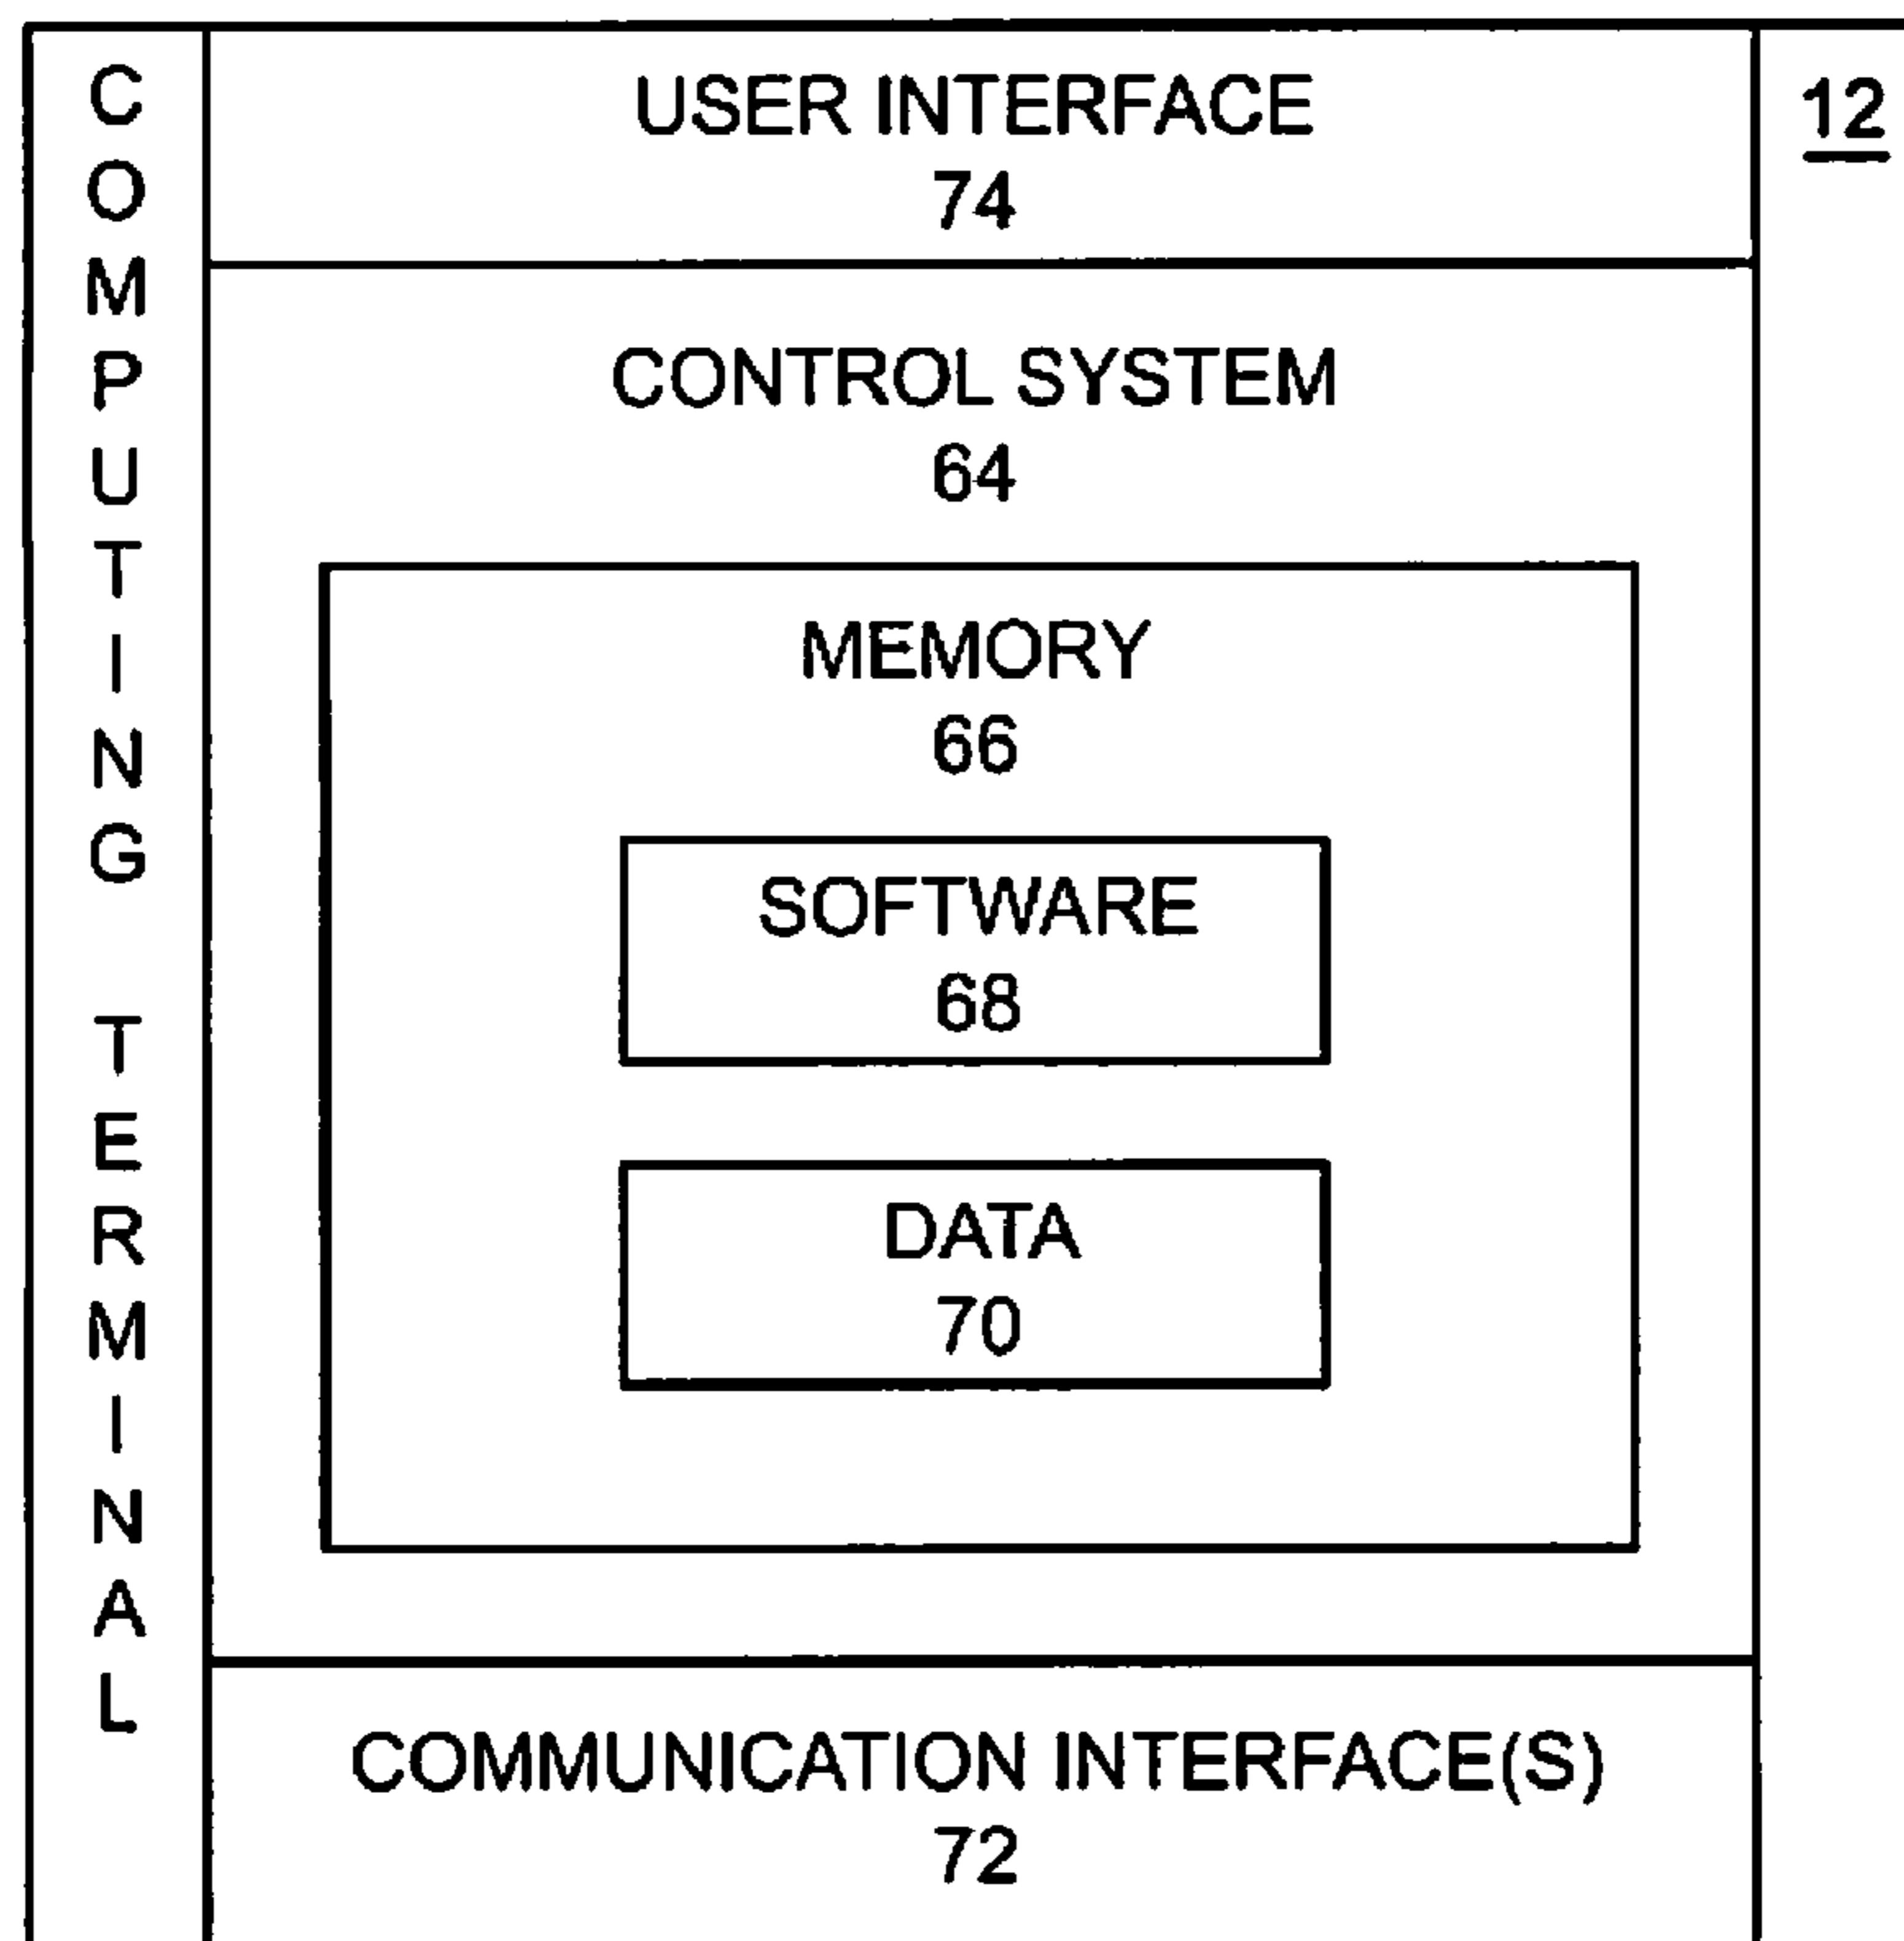 COMPUTING TERMINAL
USER INTERFACE
74
12
CONTROL SYSTEM
64
MEMORY
66
SOFTWARE
68
DATA
70
COMMUNICATION INTERFACE(S)
72